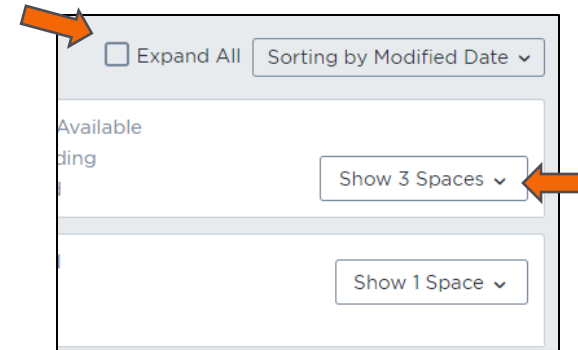 Expand All Sorting by Modified Date
Available
ding
Show 3 Spaces
Show 1 Space